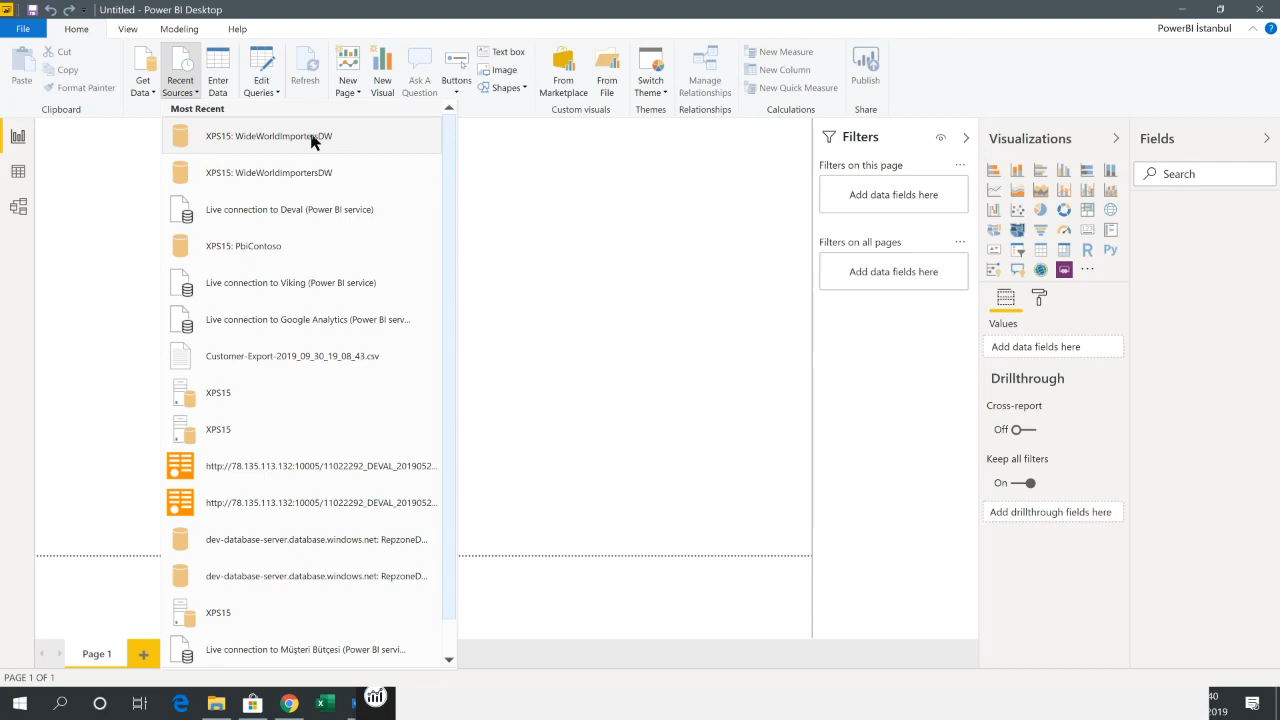 Untitled - Power BI Desktop
File
Home
View
Modeling
Help
PowerBI İstanbul
Paste
Cut
Copy
Format Painter
Clipboard
Get Data
Recent Sources
Enter Data
Edit Queries
Refresh
New Page
New Visual
Ask A Question
Buttons
Text box
Image
Shapes
From Marketplace
From File
Custom visuals
Switch Theme
Themes
Manage Relationships
Relationships
New Measure
New Column
New Quick Measure
Calculations
Publish
Share
Most Recent
XPS15: WideWorldImportersDW
XPS15: WideWorldImportersDW
Live connection to Deval (Power BI service)
XPS15: PbiContoso
Live connection to Viking (Power BI service)
Live connection to Google Analytics (Power BI serv...
Customer-Export-2019_09_30_19_08_43.csv
XPS15
XPS15
http://78.135.113.132:10005/11022292_DEVAL_2019052...
http://78.135.113.132:10005/11022292_DEVAL_2019052...
dev-database-server.database.windows.net: RepzoneD...
dev-database-server.database.windows.net: RepzoneD...
XPS15
Live connection to Müşteri Bütçesi (Power BI servi...
Filters
Filters on this page
...
Add data fields here
Filters on all pages
...
Add data fields here
Visualizations
R
Py
...
Values
Add data fields here
Drillthrough
Cross-report
Off
Keep all filters
On
Add drillthrough fields here
Fields
Search
Page 1
PAGE 1 OF 1
40
2019